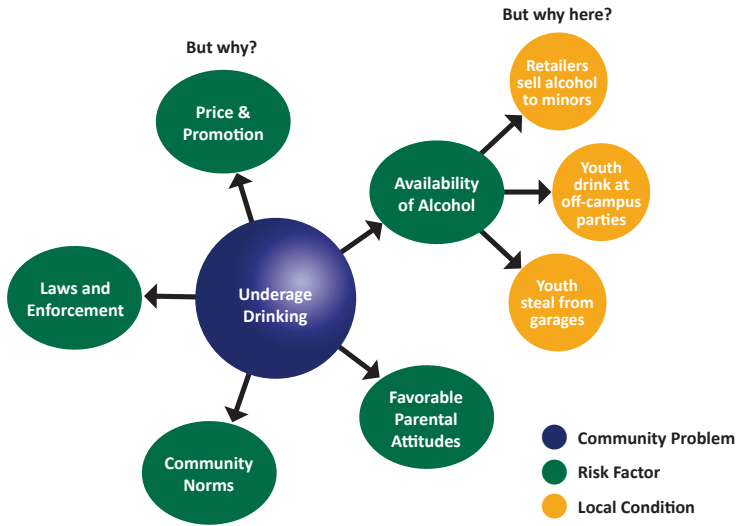 But why here?
But why?
Retailers
sell alcohol
to minors
Price &
Promotion
Availability
of Alcohol
Youth
drink at
off-campus
parties
Laws and
Enforcement
Underage
Drinking
Youth
steal from
garages
Favorable
Parental
Attitudes
Community
Norms
Community Problem
Risk Factor
Local Condition